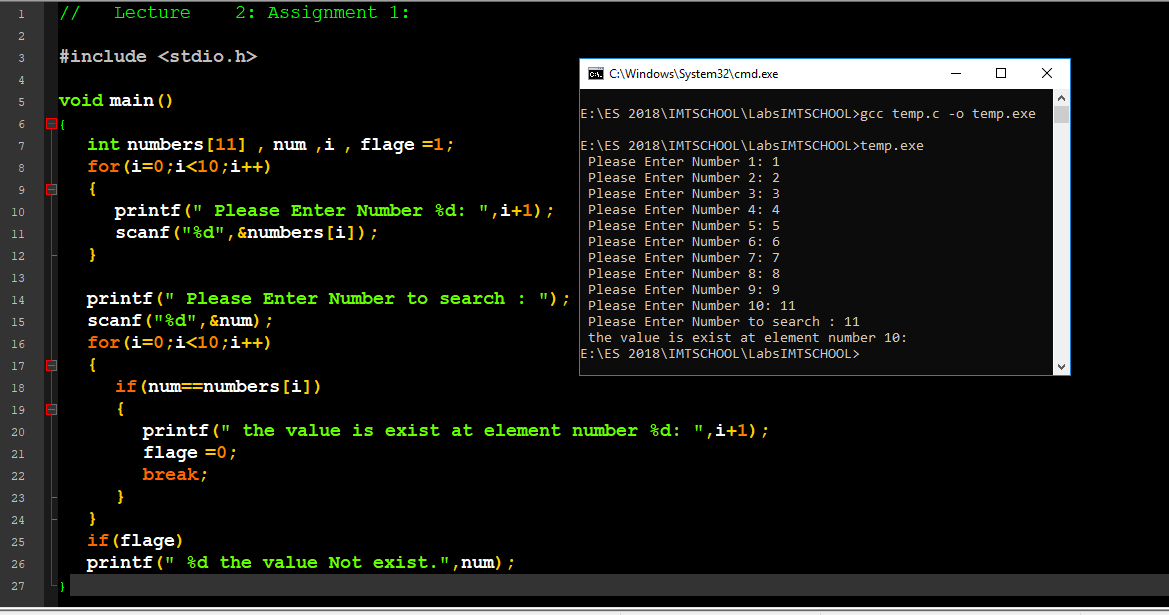 1 // Lecture 2: Assignment 1:
2
3 #include <stdio.h>
4
5 void main()
6 {
7 int numbers[11] , num ,i , flage =1;
8 for(i=0;i<10;i++)
9 {
10 printf(" Please Enter Number %d: ",i+1);
11 scanf("%d",&numbers[i]);
12 }
13
14 printf(" Please Enter Number to search : ");
15 scanf("%d",&num);
16 for(i=0;i<10;i++)
17 {
18 if(num==numbers[i])
19 {
20 printf(" the value is exist at element number %d: ",i+1);
21 flage =0;
22 break;
23 }
24 }
25 if(flage)
26 printf(" %d the value Not exist.",num);
27 }
C:\Windows\System32\cmd.exe
E:\ES 2018\IMTSCHOOL\LabsIMTSCHOOL>gcc temp.c -o temp.exe
E:\ES 2018\IMTSCHOOL\LabsIMTSCHOOL>temp.exe
Please Enter Number 1: 1
Please Enter Number 2: 2
Please Enter Number 3: 3
Please Enter Number 4: 4
Please Enter Number 5: 5
Please Enter Number 6: 6
Please Enter Number 7: 7
Please Enter Number 8: 8
Please Enter Number 9: 9
Please Enter Number 10: 11
Please Enter Number to search : 11
the value is exist at element number 10:
E:\ES 2018\IMTSCHOOL\LabsIMTSCHOOL>